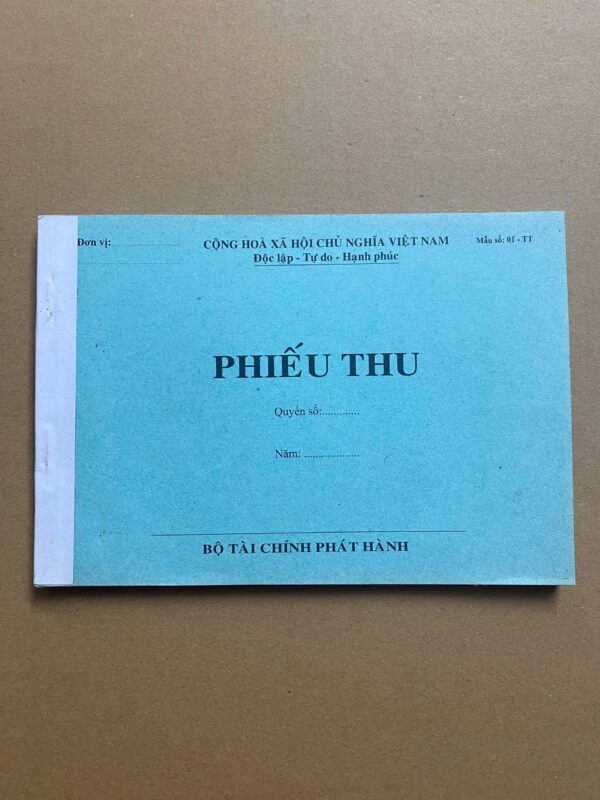 Đơn vị:........................
CỘNG HOÀ XÃ HỘI CHỦ NGHĨA VIỆT NAM
Mẫu số: 01 - TT
Độc lập - Tự do - Hạnh phúc
PHIẾU THU
Quyển số:.............
Năm: ...................
BỘ TÀI CHÍNH PHÁT HÀNH